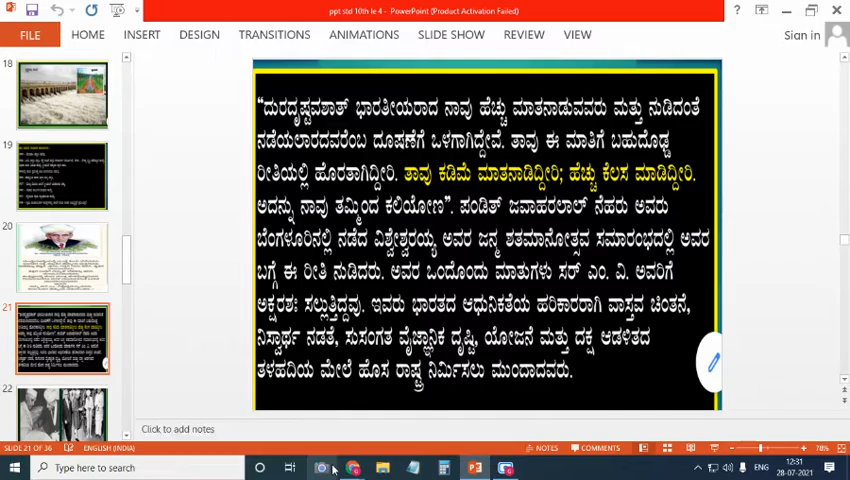 ppt std 10th le 4 - PowerPoint (Product Activation Failed)
FILE
HOME
INSERT
DESIGN
TRANSITIONS
ANIMATIONS
SLIDE SHOW
REVIEW
VIEW
Sign in
18
19
20
21
22
“ದುರದೃಷ್ಟವಶಾತ್ ಭಾರತೀಯರಾದ ನಾವು ಹೆಚ್ಚು ಮಾತನಾಡುವವರು ಮತ್ತು ನುಡಿದಂತೆ
ನಡೆಯಲಾರದವರೆಂಬ ದೂಷಣೆಗೆ ಒಳಗಾಗಿದ್ದೇವೆ. ತಾವು ಈ ಮಾತಿಗೆ ಬಹುದೊಡ್ಡ
ರೀತಿಯಲ್ಲಿ ಹೊರತಾಗಿದ್ದೀರಿ. ತಾವು ಕಡಿಮೆ ಮಾತನಾಡಿದ್ದೀರಿ; ಹೆಚ್ಚು ಕೆಲಸ ಮಾಡಿದ್ದೀರಿ.
ಅದನ್ನು ನಾವು ತಮ್ಮಿಂದ ಕಲಿಯೋಣ”. ಪಂಡಿತ್ ಜವಾಹರಲಾಲ್ ನೆಹರು ಅವರು
ಬೆಂಗಳೂರಿನಲ್ಲಿ ನಡೆದ ವಿಶ್ವೇಶ್ವರಯ್ಯ ಅವರ ಜನ್ಮ ಶತಮಾನೋತ್ಸವ ಸಮಾರಂಭದಲ್ಲಿ ಅವರ
ಬಗ್ಗೆ ಈ ರೀತಿ ನುಡಿದರು. ಅವರ ಒಂದೊಂದು ಮಾತುಗಳು ಸರ್ ಎಂ. ವಿ. ಅವರಿಗೆ
ಅಕ್ಷರಶಃ ಸಲ್ಲುತ್ತಿದ್ದವು. ಇವರು ಭಾರತದ ಆಧುನಿಕತೆಯ ಹರಿಕಾರರಾಗಿ ವಾಸ್ತವ ಚಿಂತನೆ,
ನಿಸ್ವಾರ್ಥ ನಡತೆ, ಸುಸಂಗತ ವೈಜ್ಞಾನಿಕ ದೃಷ್ಟಿ, ಯೋಜನೆ ಮತ್ತು ದಕ್ಷ ಆಡಳಿತದ
ತಳಹದಿಯ ಮೇಲೆ ಹೊಸ ರಾಷ್ಟ್ರ ನಿರ್ಮಿಸಲು ಮುಂದಾದವರು.
Click to add notes
SLIDE 21 OF 36
ENGLISH (INDIA)
NOTES
COMMENTS
78%
Type here to search
ENG
12:31
28-07-2021